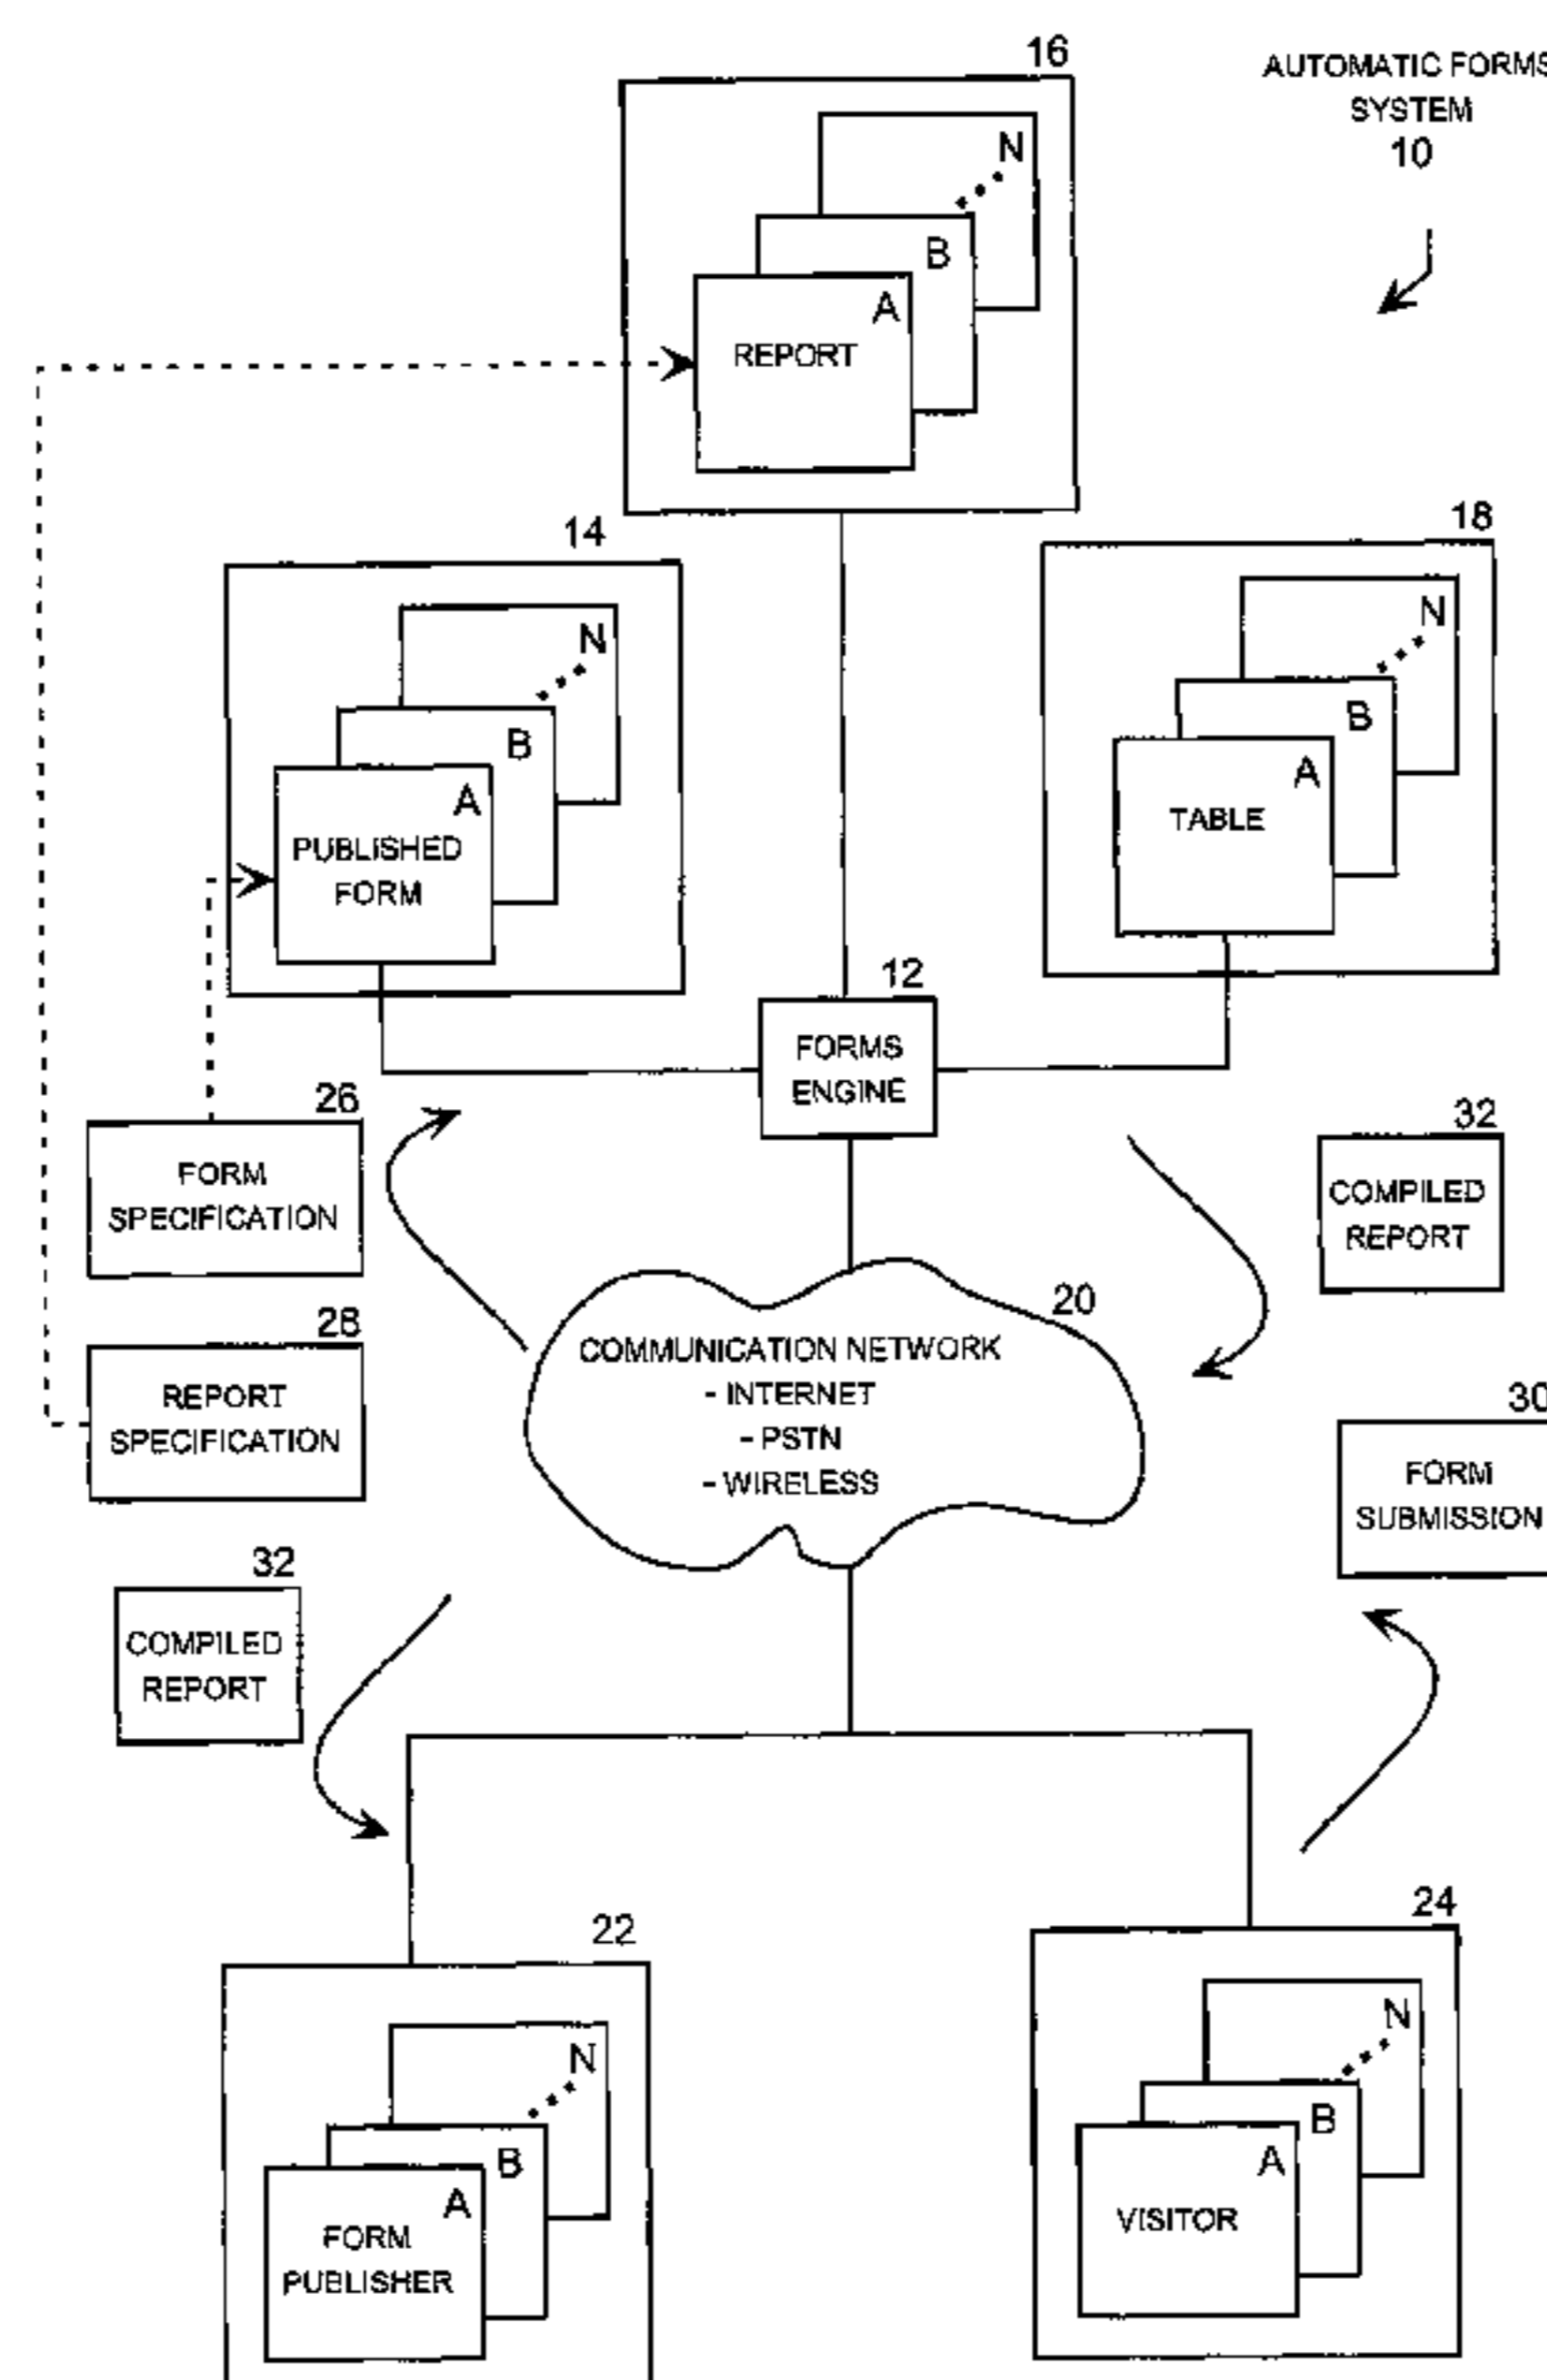 16
AUTOMATIC FORMS
SYSTEM
10
N
B
A
REPORT
14
18
N
B
A
PUBLISHED
FORM
N
B
A
TABLE
12
FORMS
ENGINE
26
FORM
SPECIFICATION
32
COMPILED
REPORT
28
REPORT
SPECIFICATION
20
COMMUNICATION NETWORK
- INTERNET
- PSTN
- WIRELESS
30
FORM
SUBMISSION
32
COMPILED
REPORT
22
24
N
B
A
FORM
PUBLISHER
N
B
A
VISITOR